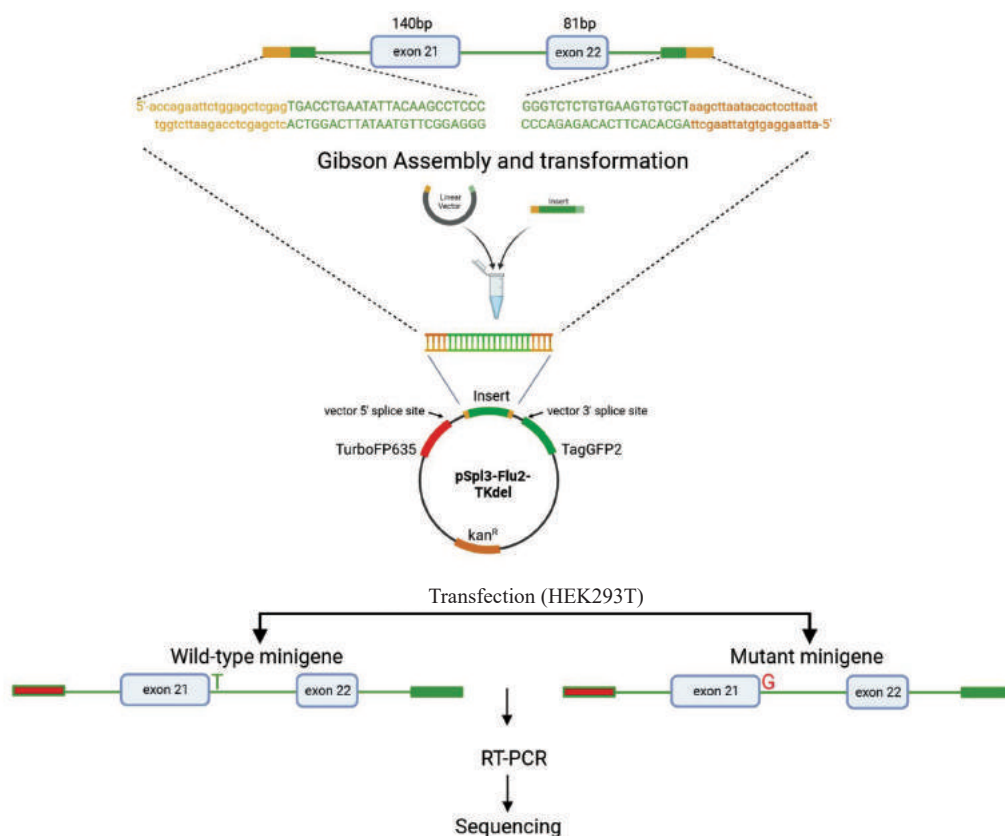 140bp 81bp
exon 21 exon 22
5'-accagaattctggagctcgagTGACCTGAATATTACAAGCCTCCC GGGTCTCTGTGAAGTGTGCTaagcttaatacactccttaat
tggtcttaagacctcgagctcACTGGACTTATAATGTTCGGAGGG CCCAGAGACACTTCACACGAttcgaattatgtgaggaatta-5'
Gibson Assembly and transformation
Linear
Vector
Insert
Insert
vector 5' splice site vector 3' splice site
TurboFP635 TagGFP2
pSpl3-Flu2-
TKdel
kanR
Transfection (HEK293T)
Wild-type minigene Mutant minigene
exon 21 T exon 22 exon 21 G exon 22
RT-PCR
Sequencing